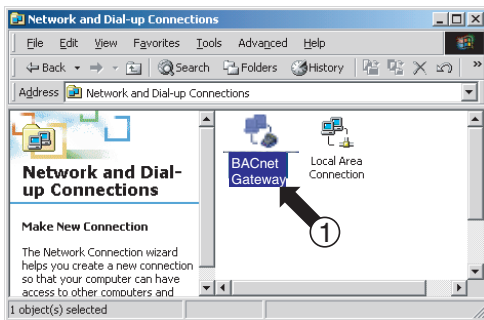 Network and Dial-up Connections
File Edit View Favorites Tools Advanced Help
Back Search Folders History »
Address Network and Dial-up Connections
Network and Dial-
up Connections
Make New Connection
The Network Connection wizard
helps you create a new connection
so that your computer can have
access to other computers and
BACnet
Gateway
Local Area
Connection
1
1 object(s) selected